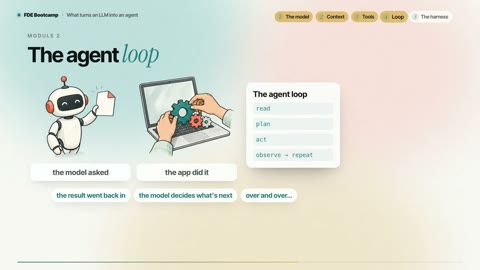 FDE Bootcamp / What turns an LLM into an agent
The model
Context
Tools
Loop
The harness
MODULE 2
The agent loop
The agent loop
read
plan
act
observe → repeat
the model asked
the app did it
the result went back in
the model decides what's next
over and over...